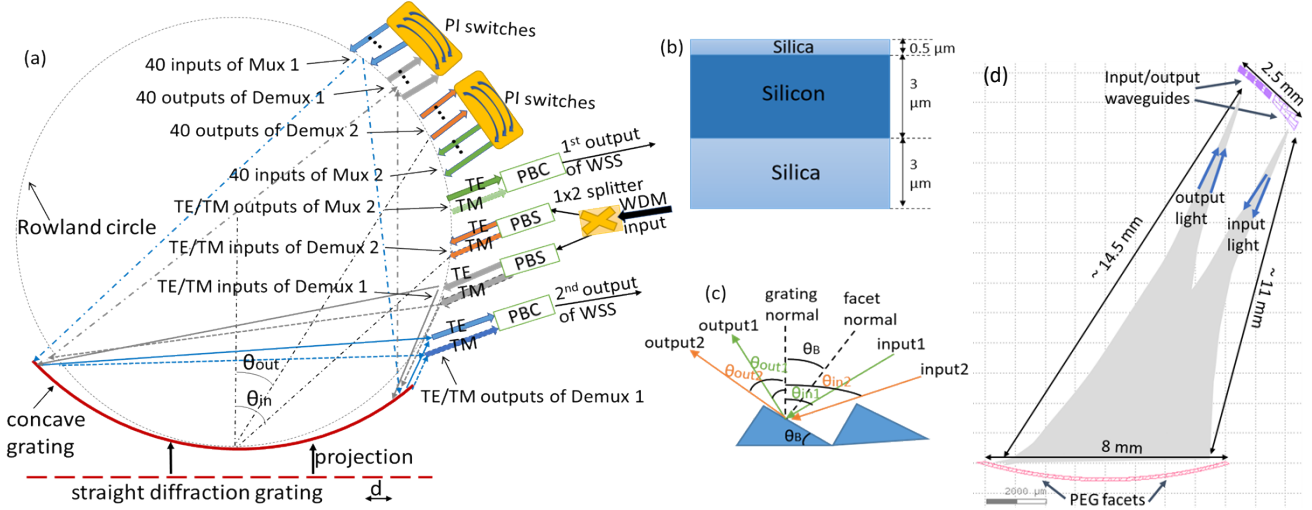 (a)
PI switches
40 inputs of Mux 1
40 outputs of Demux 1
PI switches
40 outputs of Demux 2
40 inputs of Mux 2
TE
TM
PBC
1st output
of WSS
TE/TM outputs of Mux 2
1x2 splitter
WDM
input
TE
TM
PBS
TE/TM inputs of Demux 2
TE
TM
PBS
TE/TM inputs of Demux 1
2nd output
of WSS
TE
TM
PBC
TE/TM outputs of Demux 1
Rowland circle
θout
θin
concave
grating
projection
straight diffraction grating
d
(b)
Silica
0.5 μm
Silicon
3
μm
Silica
3
μm
(c)
grating
normal
facet
normal
output1
output2
input1
input2
θB
θout1
θout2
θin1
θin2
θB
(d)
Input/output
waveguides
2.5 mm
output
light
input
light
~ 14.5 mm
~ 11 mm
8 mm
PEG facets
2000 μm